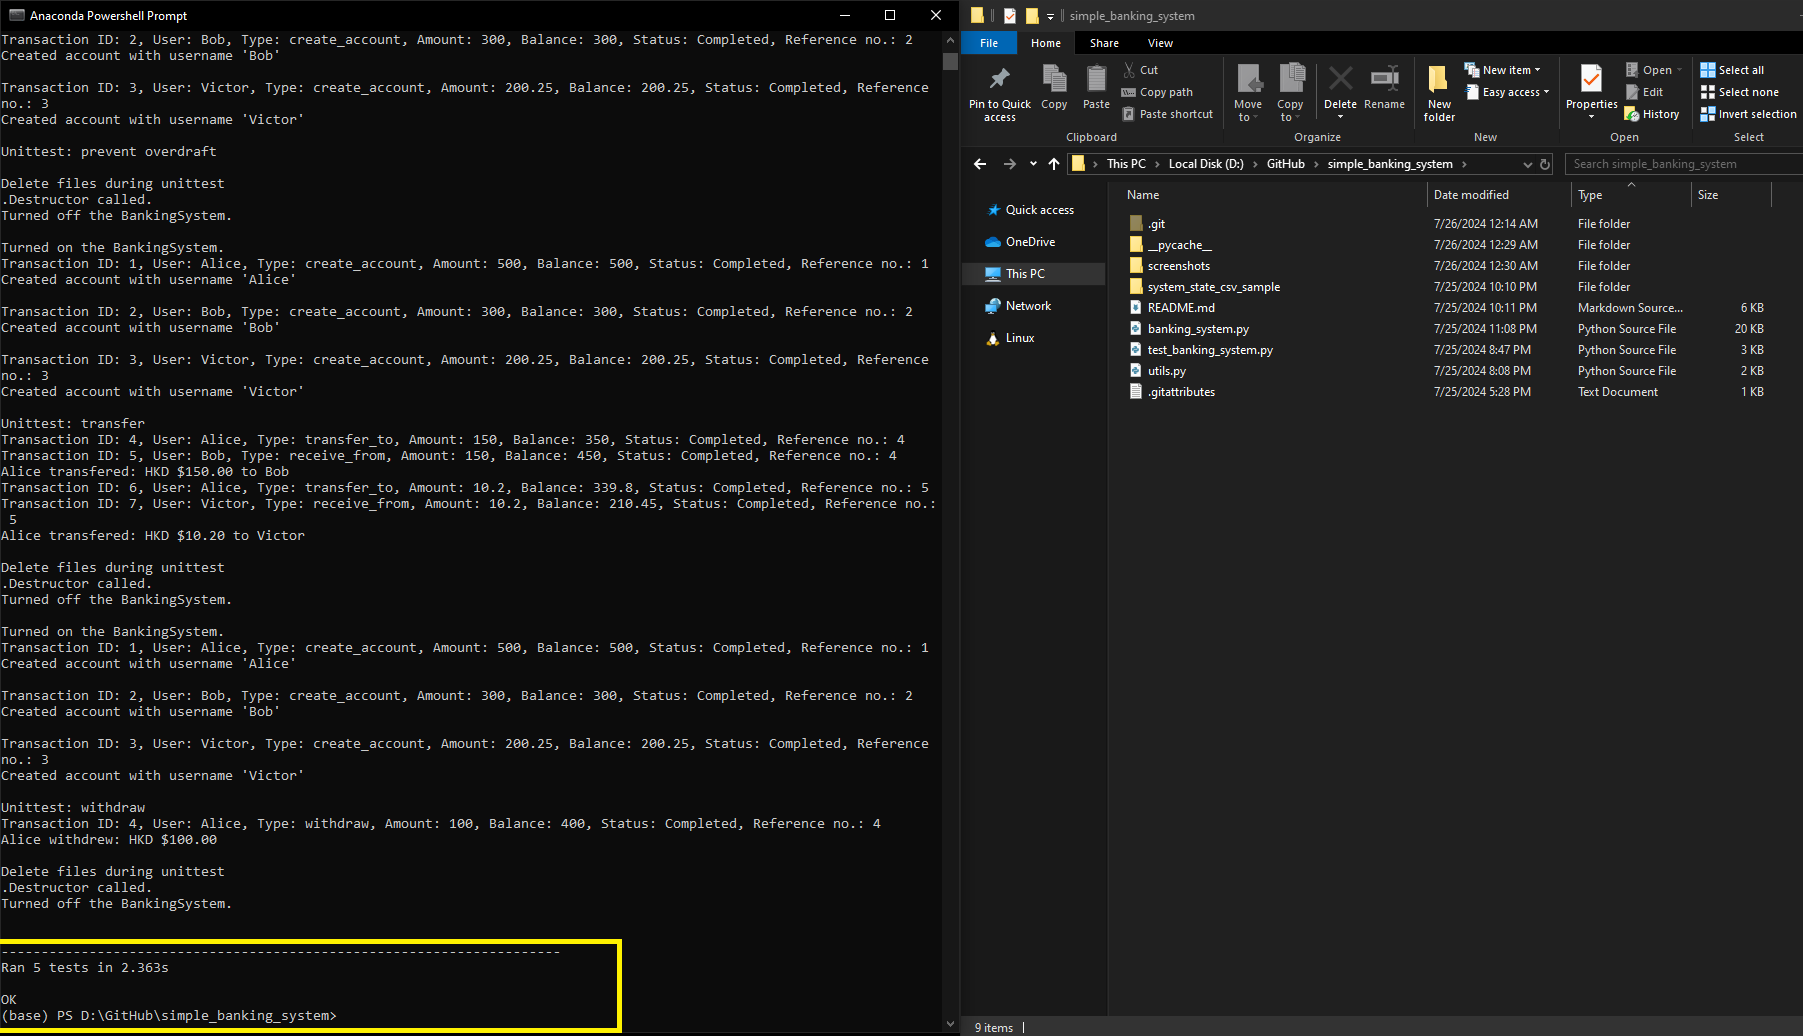 Anaconda Powershell Prompt
Transaction ID: 2, User: Bob, Type: create_account, Amount: 300, Balance: 300, Status: Completed, Reference no.: 2
Created account with username 'Bob'
Transaction ID: 3, User: Victor, Type: create_account, Amount: 200.25, Balance: 200.25, Status: Completed, Reference
no.: 3
Created account with username 'Victor'
Unittest: prevent overdraft
Delete files during unittest
.Destructor called.
Turned off the BankingSystem.
Turned on the BankingSystem.
Transaction ID: 1, User: Alice, Type: create_account, Amount: 500, Balance: 500, Status: Completed, Reference no.: 1
Created account with username 'Alice'
Transaction ID: 2, User: Bob, Type: create_account, Amount: 300, Balance: 300, Status: Completed, Reference no.: 2
Created account with username 'Bob'
Transaction ID: 3, User: Victor, Type: create_account, Amount: 200.25, Balance: 200.25, Status: Completed, Reference
no.: 3
Created account with username 'Victor'
Unittest: transfer
Transaction ID: 4, User: Alice, Type: transfer_to, Amount: 150, Balance: 350, Status: Completed, Reference no.: 4
Transaction ID: 5, User: Bob, Type: receive_from, Amount: 150, Balance: 450, Status: Completed, Reference no.: 4
Alice transfered: HKD $150.00 to Bob
Transaction ID: 6, User: Alice, Type: transfer_to, Amount: 10.2, Balance: 339.8, Status: Completed, Reference no.: 5
Transaction ID: 7, User: Victor, Type: receive_from, Amount: 10.2, Balance: 210.45, Status: Completed, Reference no.:
5
Alice transfered: HKD $10.20 to Victor
Delete files during unittest
.Destructor called.
Turned off the BankingSystem.
Turned on the BankingSystem.
Transaction ID: 1, User: Alice, Type: create_account, Amount: 500, Balance: 500, Status: Completed, Reference no.: 1
Created account with username 'Alice'
Transaction ID: 2, User: Bob, Type: create_account, Amount: 300, Balance: 300, Status: Completed, Reference no.: 2
Created account with username 'Bob'
Transaction ID: 3, User: Victor, Type: create_account, Amount: 200.25, Balance: 200.25, Status: Completed, Reference
no.: 3
Created account with username 'Victor'
Unittest: withdraw
Transaction ID: 4, User: Alice, Type: withdraw, Amount: 100, Balance: 400, Status: Completed, Reference no.: 4
Alice withdrew: HKD $100.00
Delete files during unittest
.Destructor called.
Turned off the BankingSystem.
----------------------------------------------------------------------
Ran 5 tests in 2.363s
OK
(base) PS D:\GitHub\simple_banking_system>
simple_banking_system
File Home Share View
Pin to Quick access
Copy
Paste
Cut
Copy path
Paste shortcut
Clipboard
Move to
Copy to
Delete
Rename
Organize
New folder
New item
Easy access
New
Properties
Open
Edit
History
Open
Select all
Select none
Invert selection
Select
This PC > Local Disk (D:) > GitHub > simple_banking_system >
Search simple_banking_system
Quick access
OneDrive
This PC
Network
Linux
Name Date modified Type Size
.git 7/26/2024 12:14 AM File folder
__pycache__ 7/26/2024 12:29 AM File folder
screenshots 7/26/2024 12:30 AM File folder
system_state_csv_sample 7/25/2024 10:10 PM File folder
README.md 7/25/2024 10:11 PM Markdown Source... 6 KB
banking_system.py 7/25/2024 11:08 PM Python Source File 20 KB
test_banking_system.py 7/25/2024 8:47 PM Python Source File 3 KB
utils.py 7/25/2024 8:08 PM Python Source File 2 KB
.gitattributes 7/25/2024 5:28 PM Text Document 1 KB
9 items